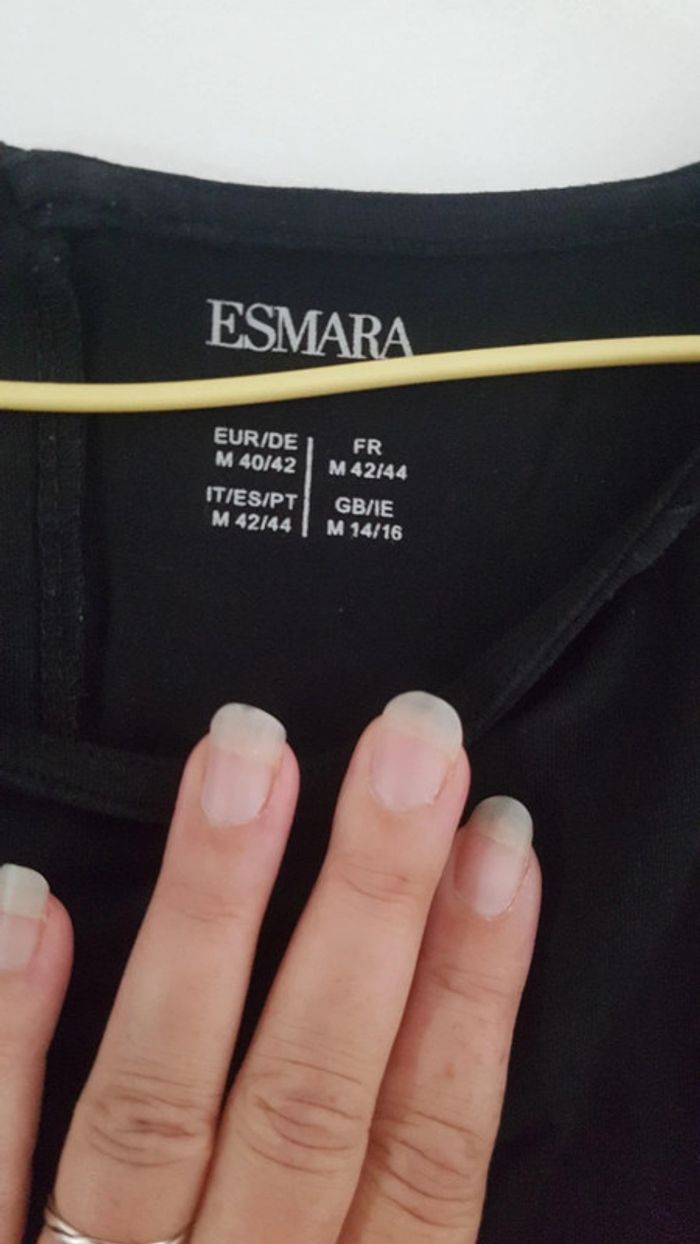 ESMARA
EUR/DE
M 40/42
FR
M 42/44
IT/ES/PT
M 42/44
GB/IE
M 14/16